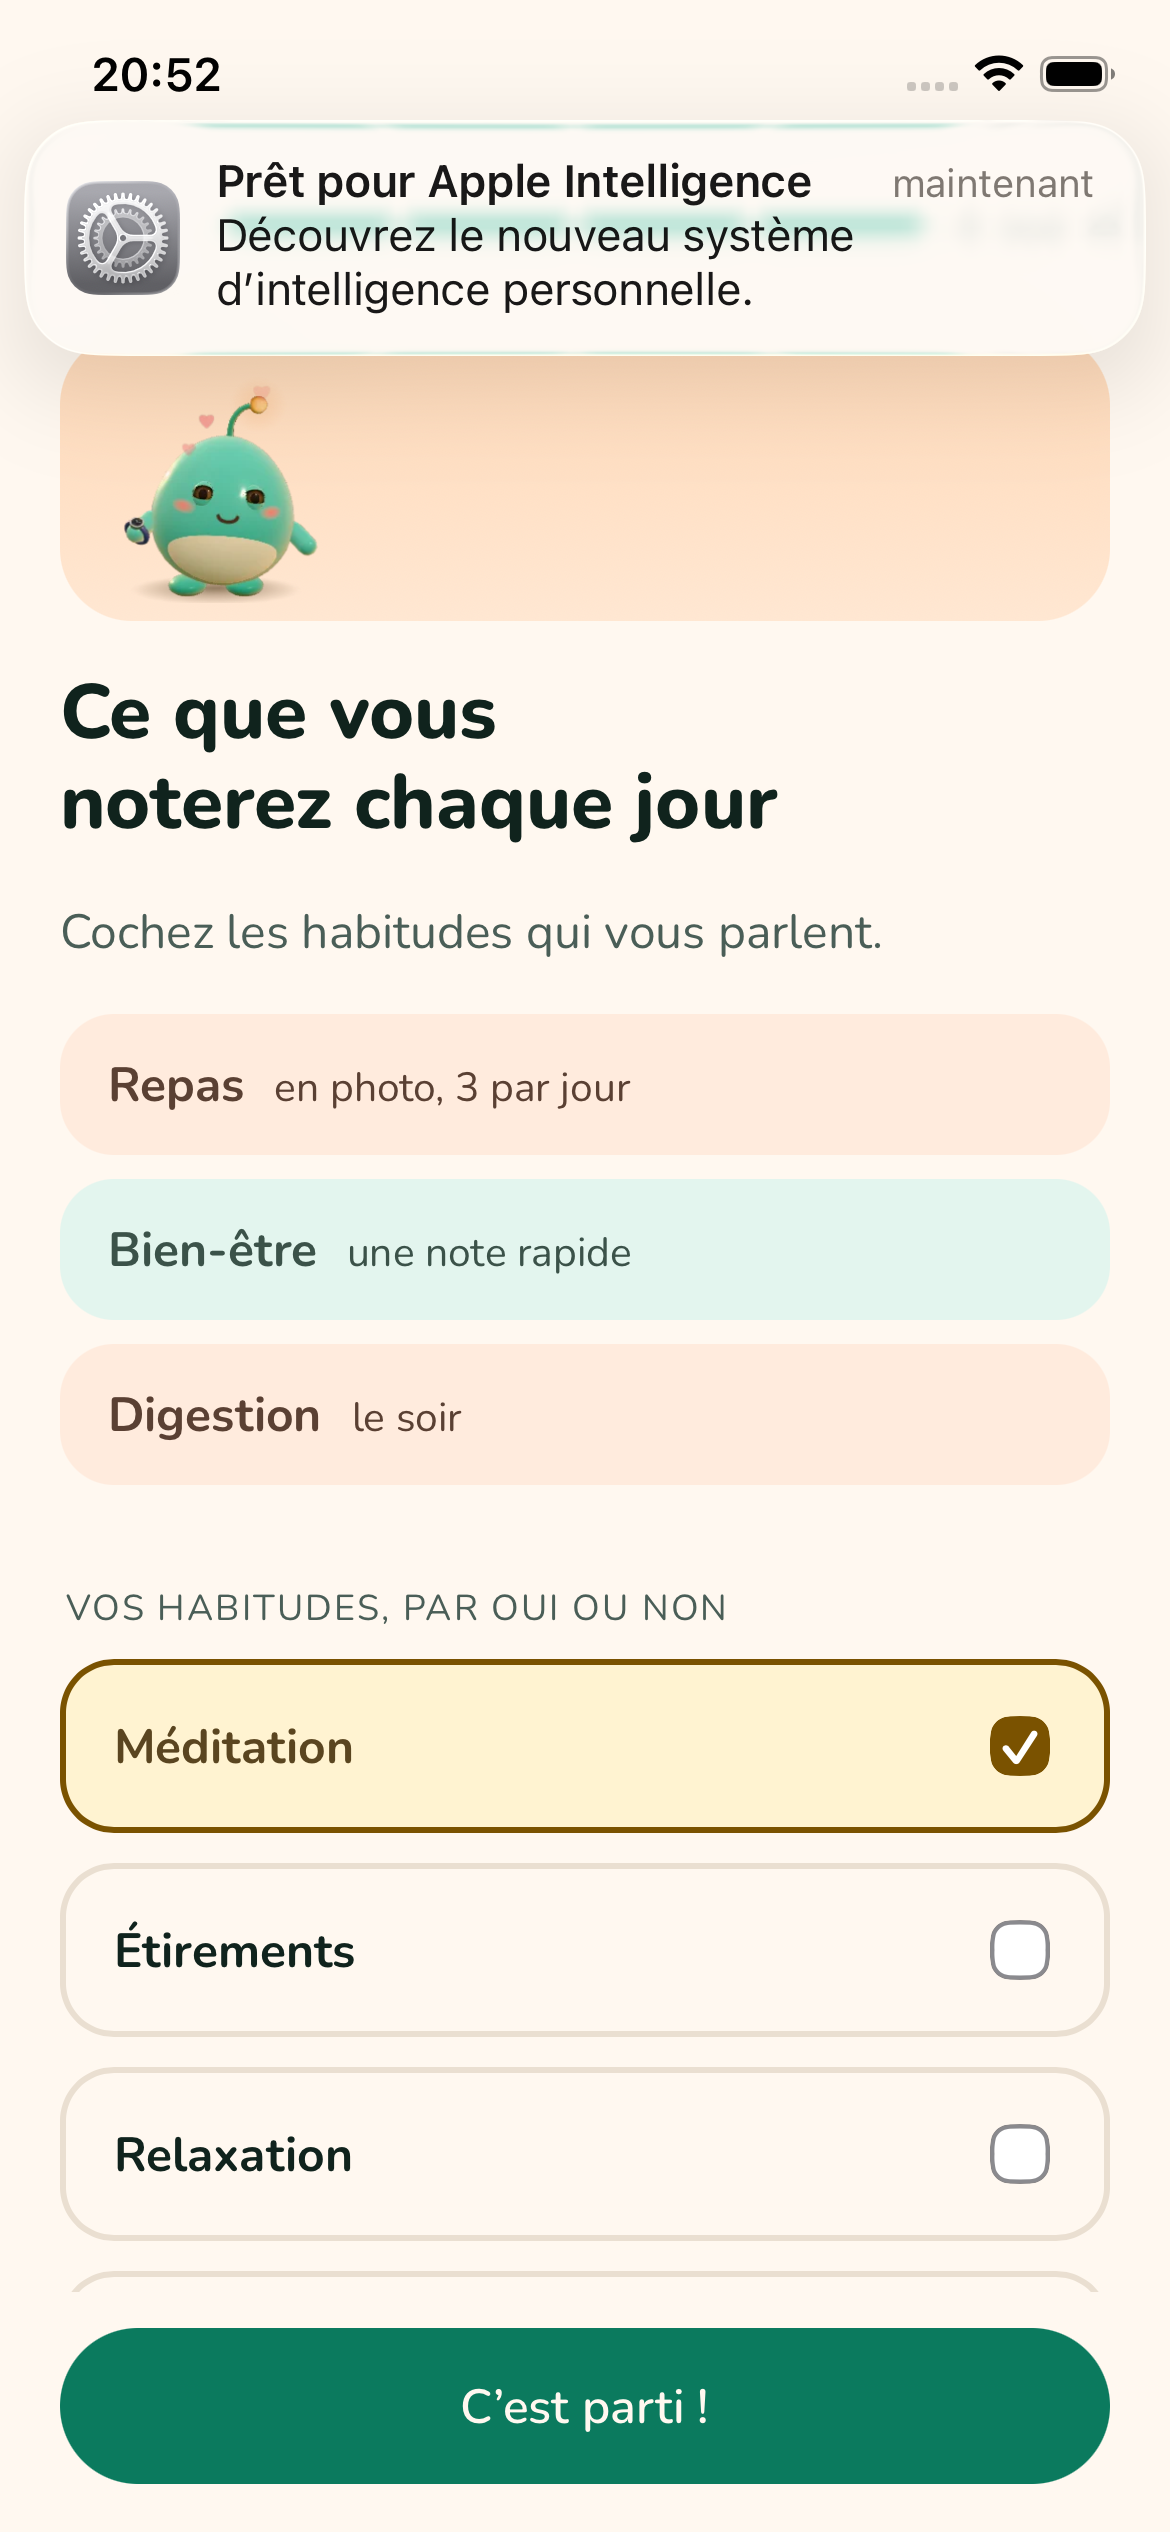 20:52
Prêt pour Apple Intelligence maintenant
Découvrez le nouveau système
d’intelligence personnelle.
Ce que vous
noterez chaque jour
Cochez les habitudes qui vous parlent.
Repas en photo, 3 par jour
Bien-être une note rapide
Digestion le soir
VOS HABITUDES, PAR OUI OU NON
Méditation
Étirements
Relaxation
C’est parti !